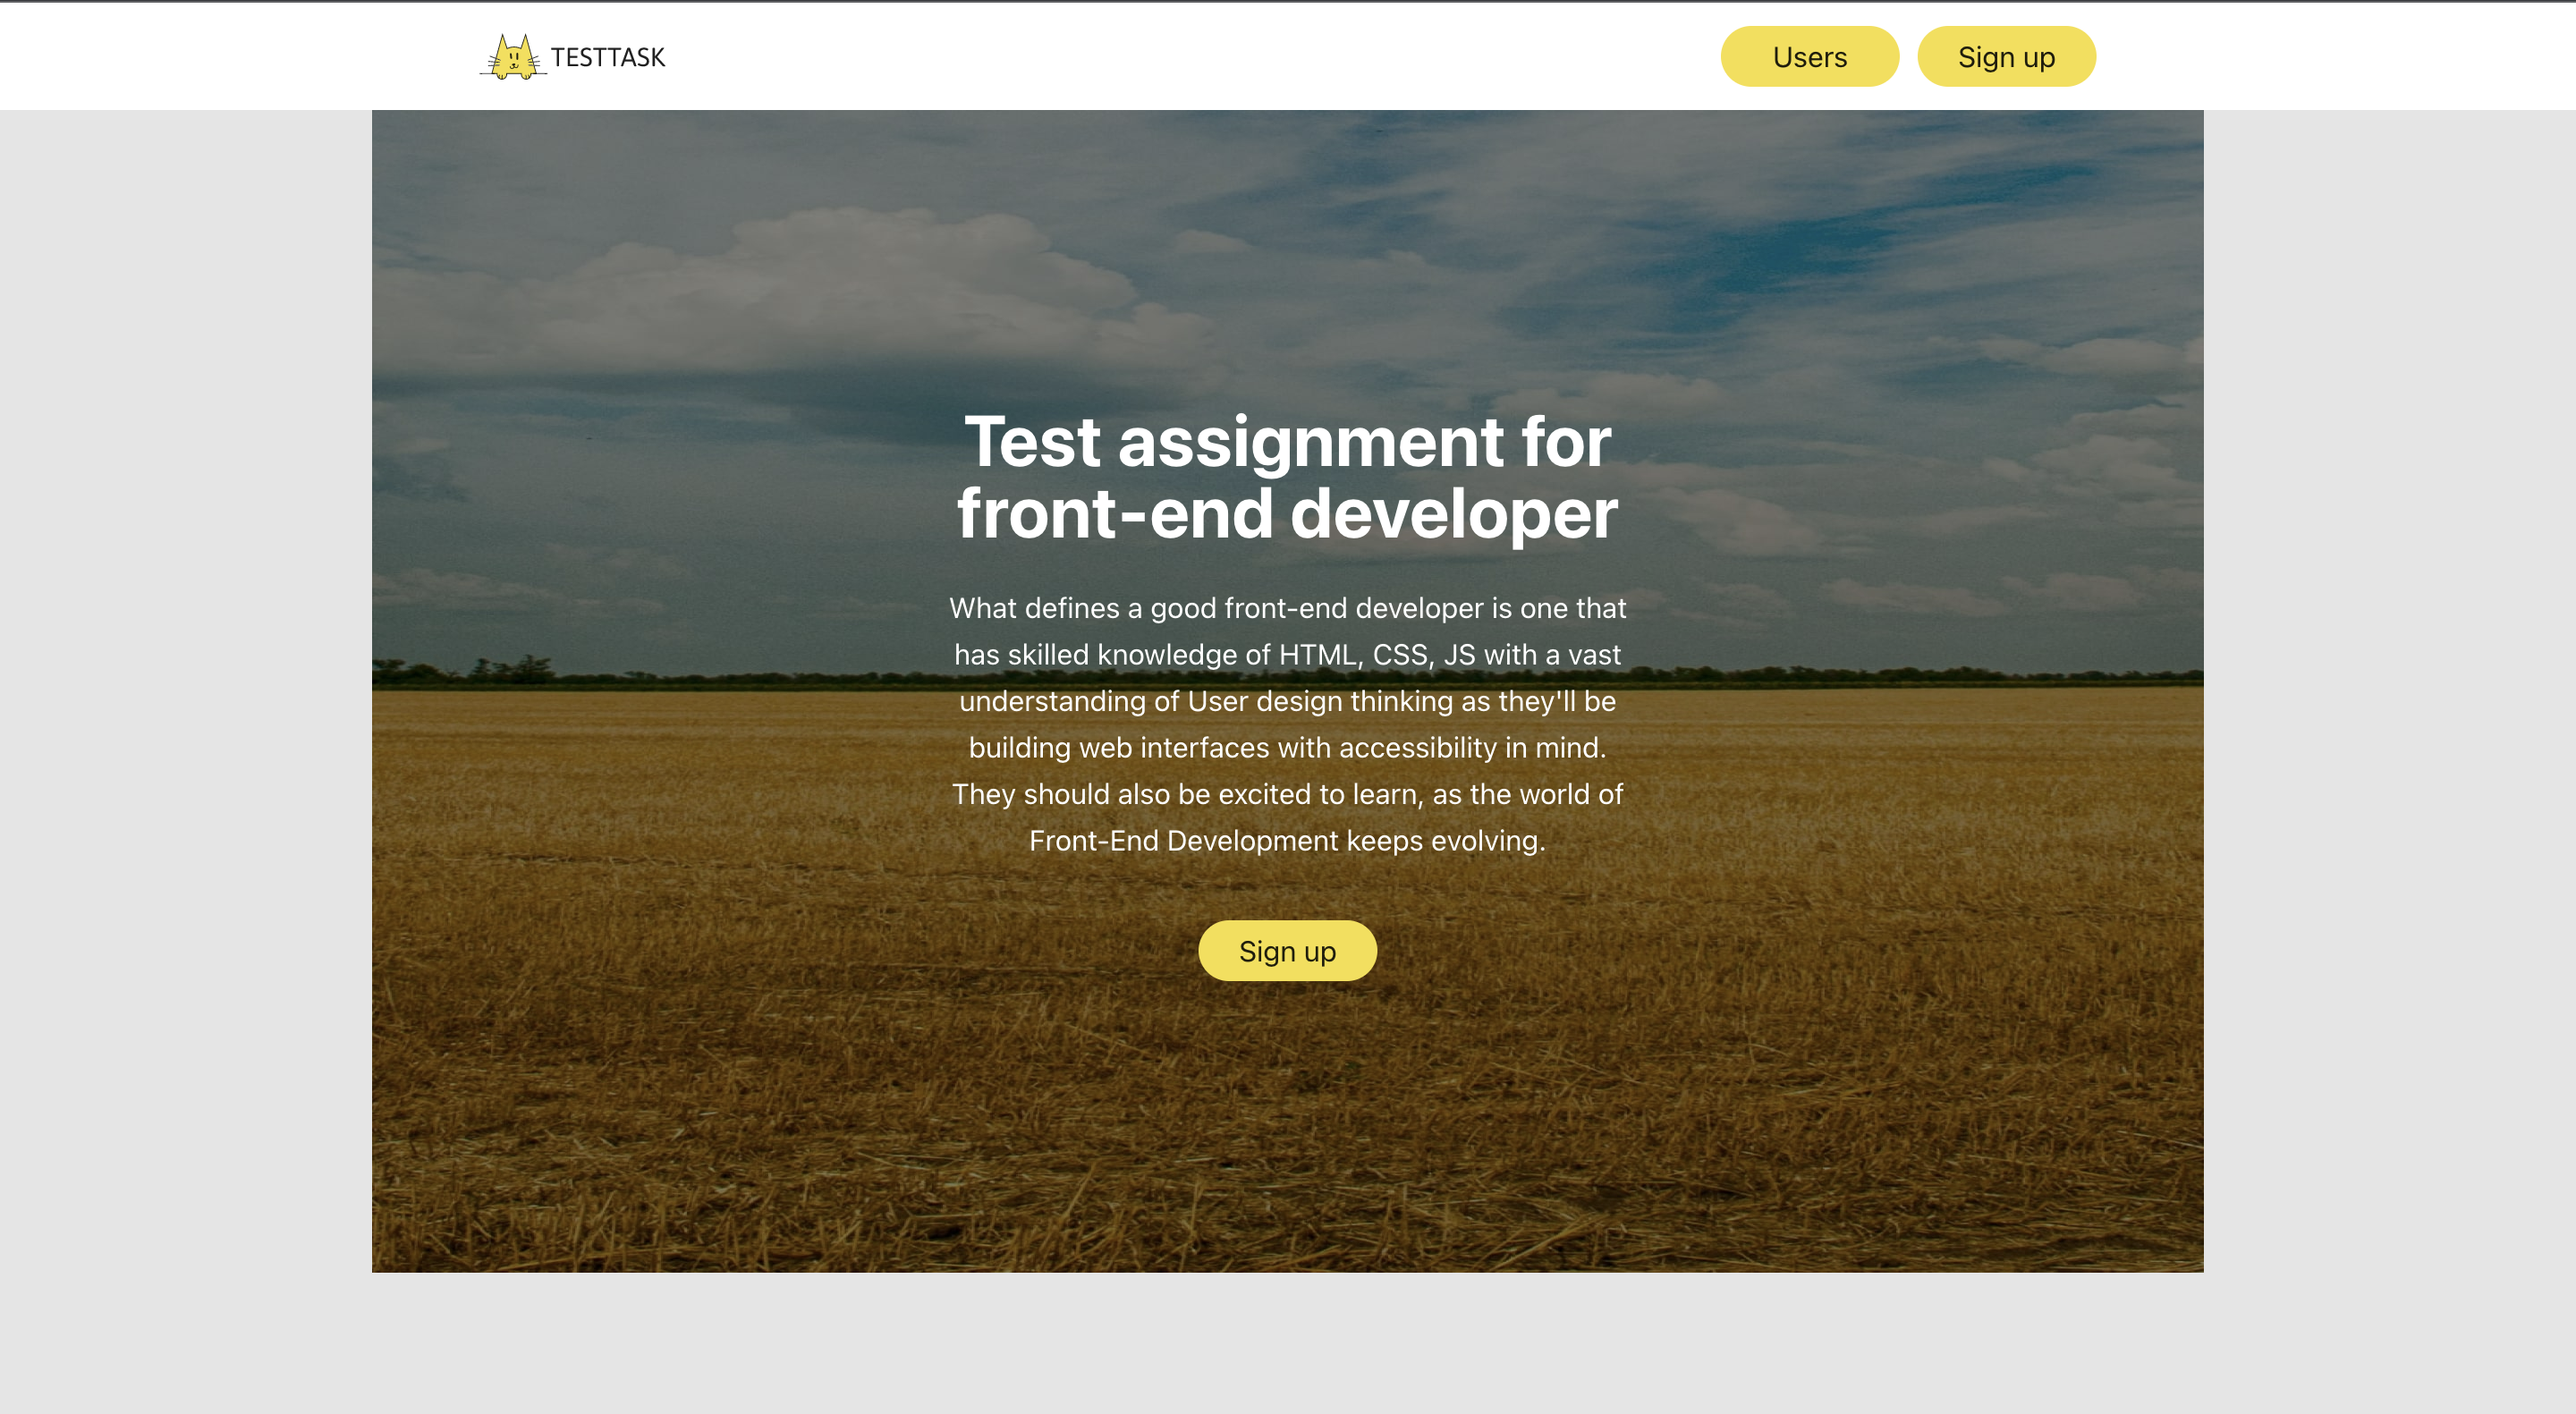 TESTTASK
Users
Sign up
Test assignment for
front-end developer
What defines a good front-end developer is one that
has skilled knowledge of HTML, CSS, JS with a vast
understanding of User design thinking as they'll be
building web interfaces with accessibility in mind.
They should also be excited to learn, as the world of
Front-End Development keeps evolving.
Sign up